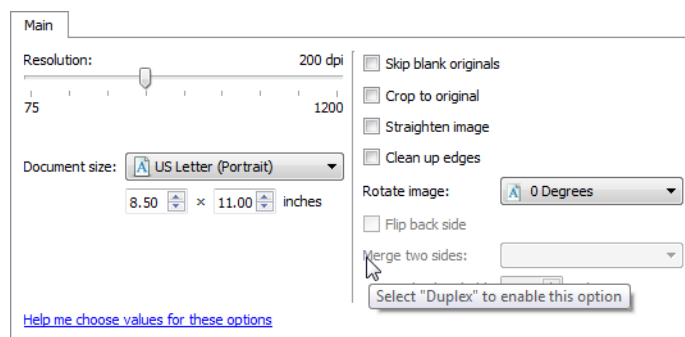 Main
Resolution: 200 dpi
75 1200
Document size: US Letter (Portrait)
8.50 × 11.00 inches
Help me choose values for these options
Skip blank originals
Crop to original
Straighten image
Clean up edges
Rotate image: 0 Degrees
Flip back side
Merge two sides:
Select "Duplex" to enable this option